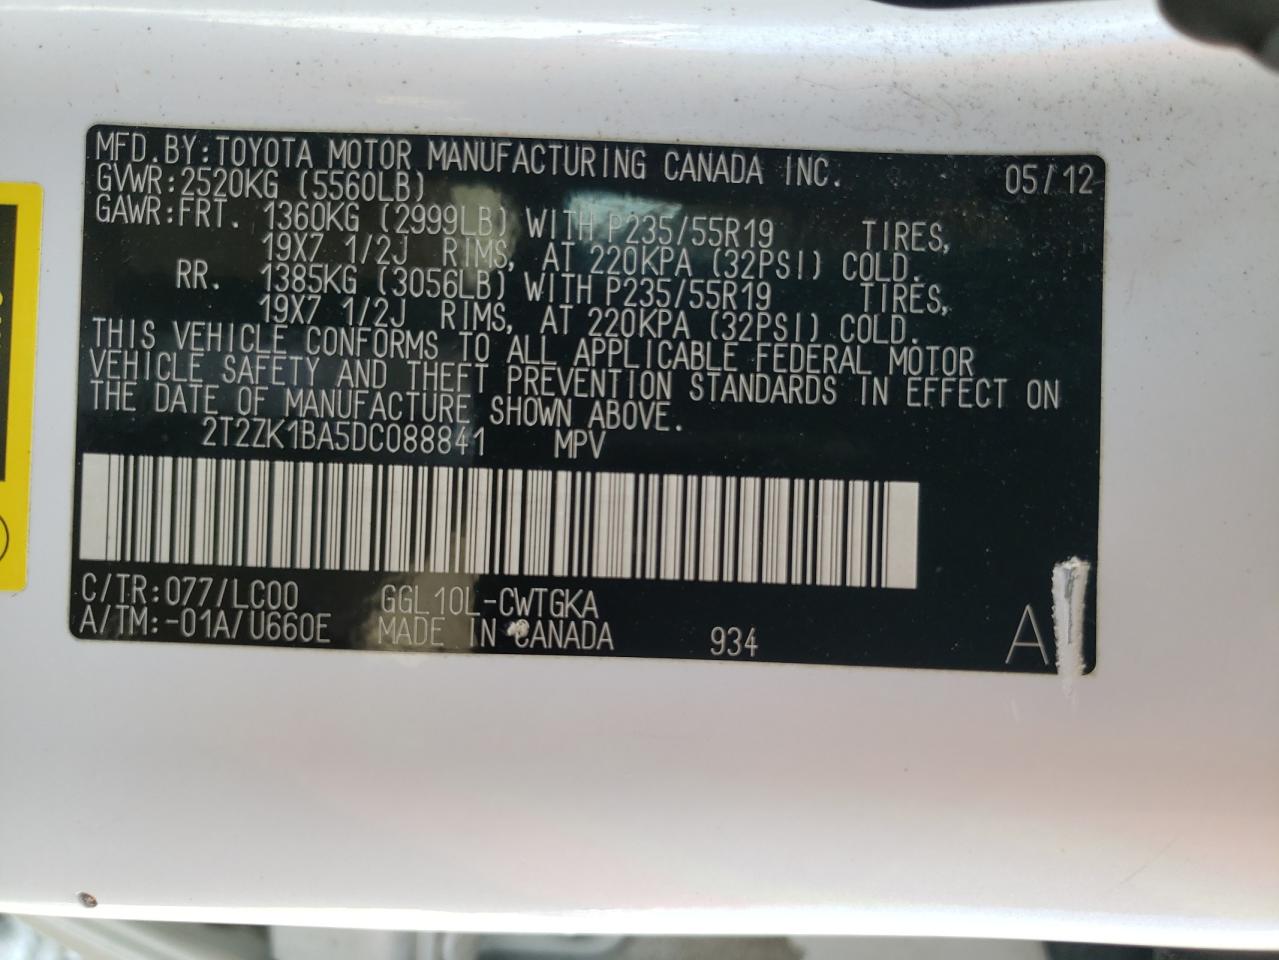 MFD.BY:TOYOTA MOTOR MANUFACTURING CANADA INC. 05/12
GVWR:2520KG (5560LB)
GAWR:FRT. 1360KG (2999LB) WITH P235/55R19 TIRES,
19X7 1/2J RIMS, AT 220KPA (32PSI) COLD.
RR. 1385KG (3056LB) WITH P235/55R19 TIRES,
19X7 1/2J RIMS, AT 220KPA (32PSI) COLD.
THIS VEHICLE CONFORMS TO ALL APPLICABLE FEDERAL MOTOR
VEHICLE SAFETY AND THEFT PREVENTION STANDARDS IN EFFECT ON
THE DATE OF MANUFACTURE SHOWN ABOVE.
2T2ZK1BA5DC088841 MPV
C/TR:077/LC00 GGL10L-CWTGKA
A/TM:-01A/U660E MADE IN CANADA 934 A